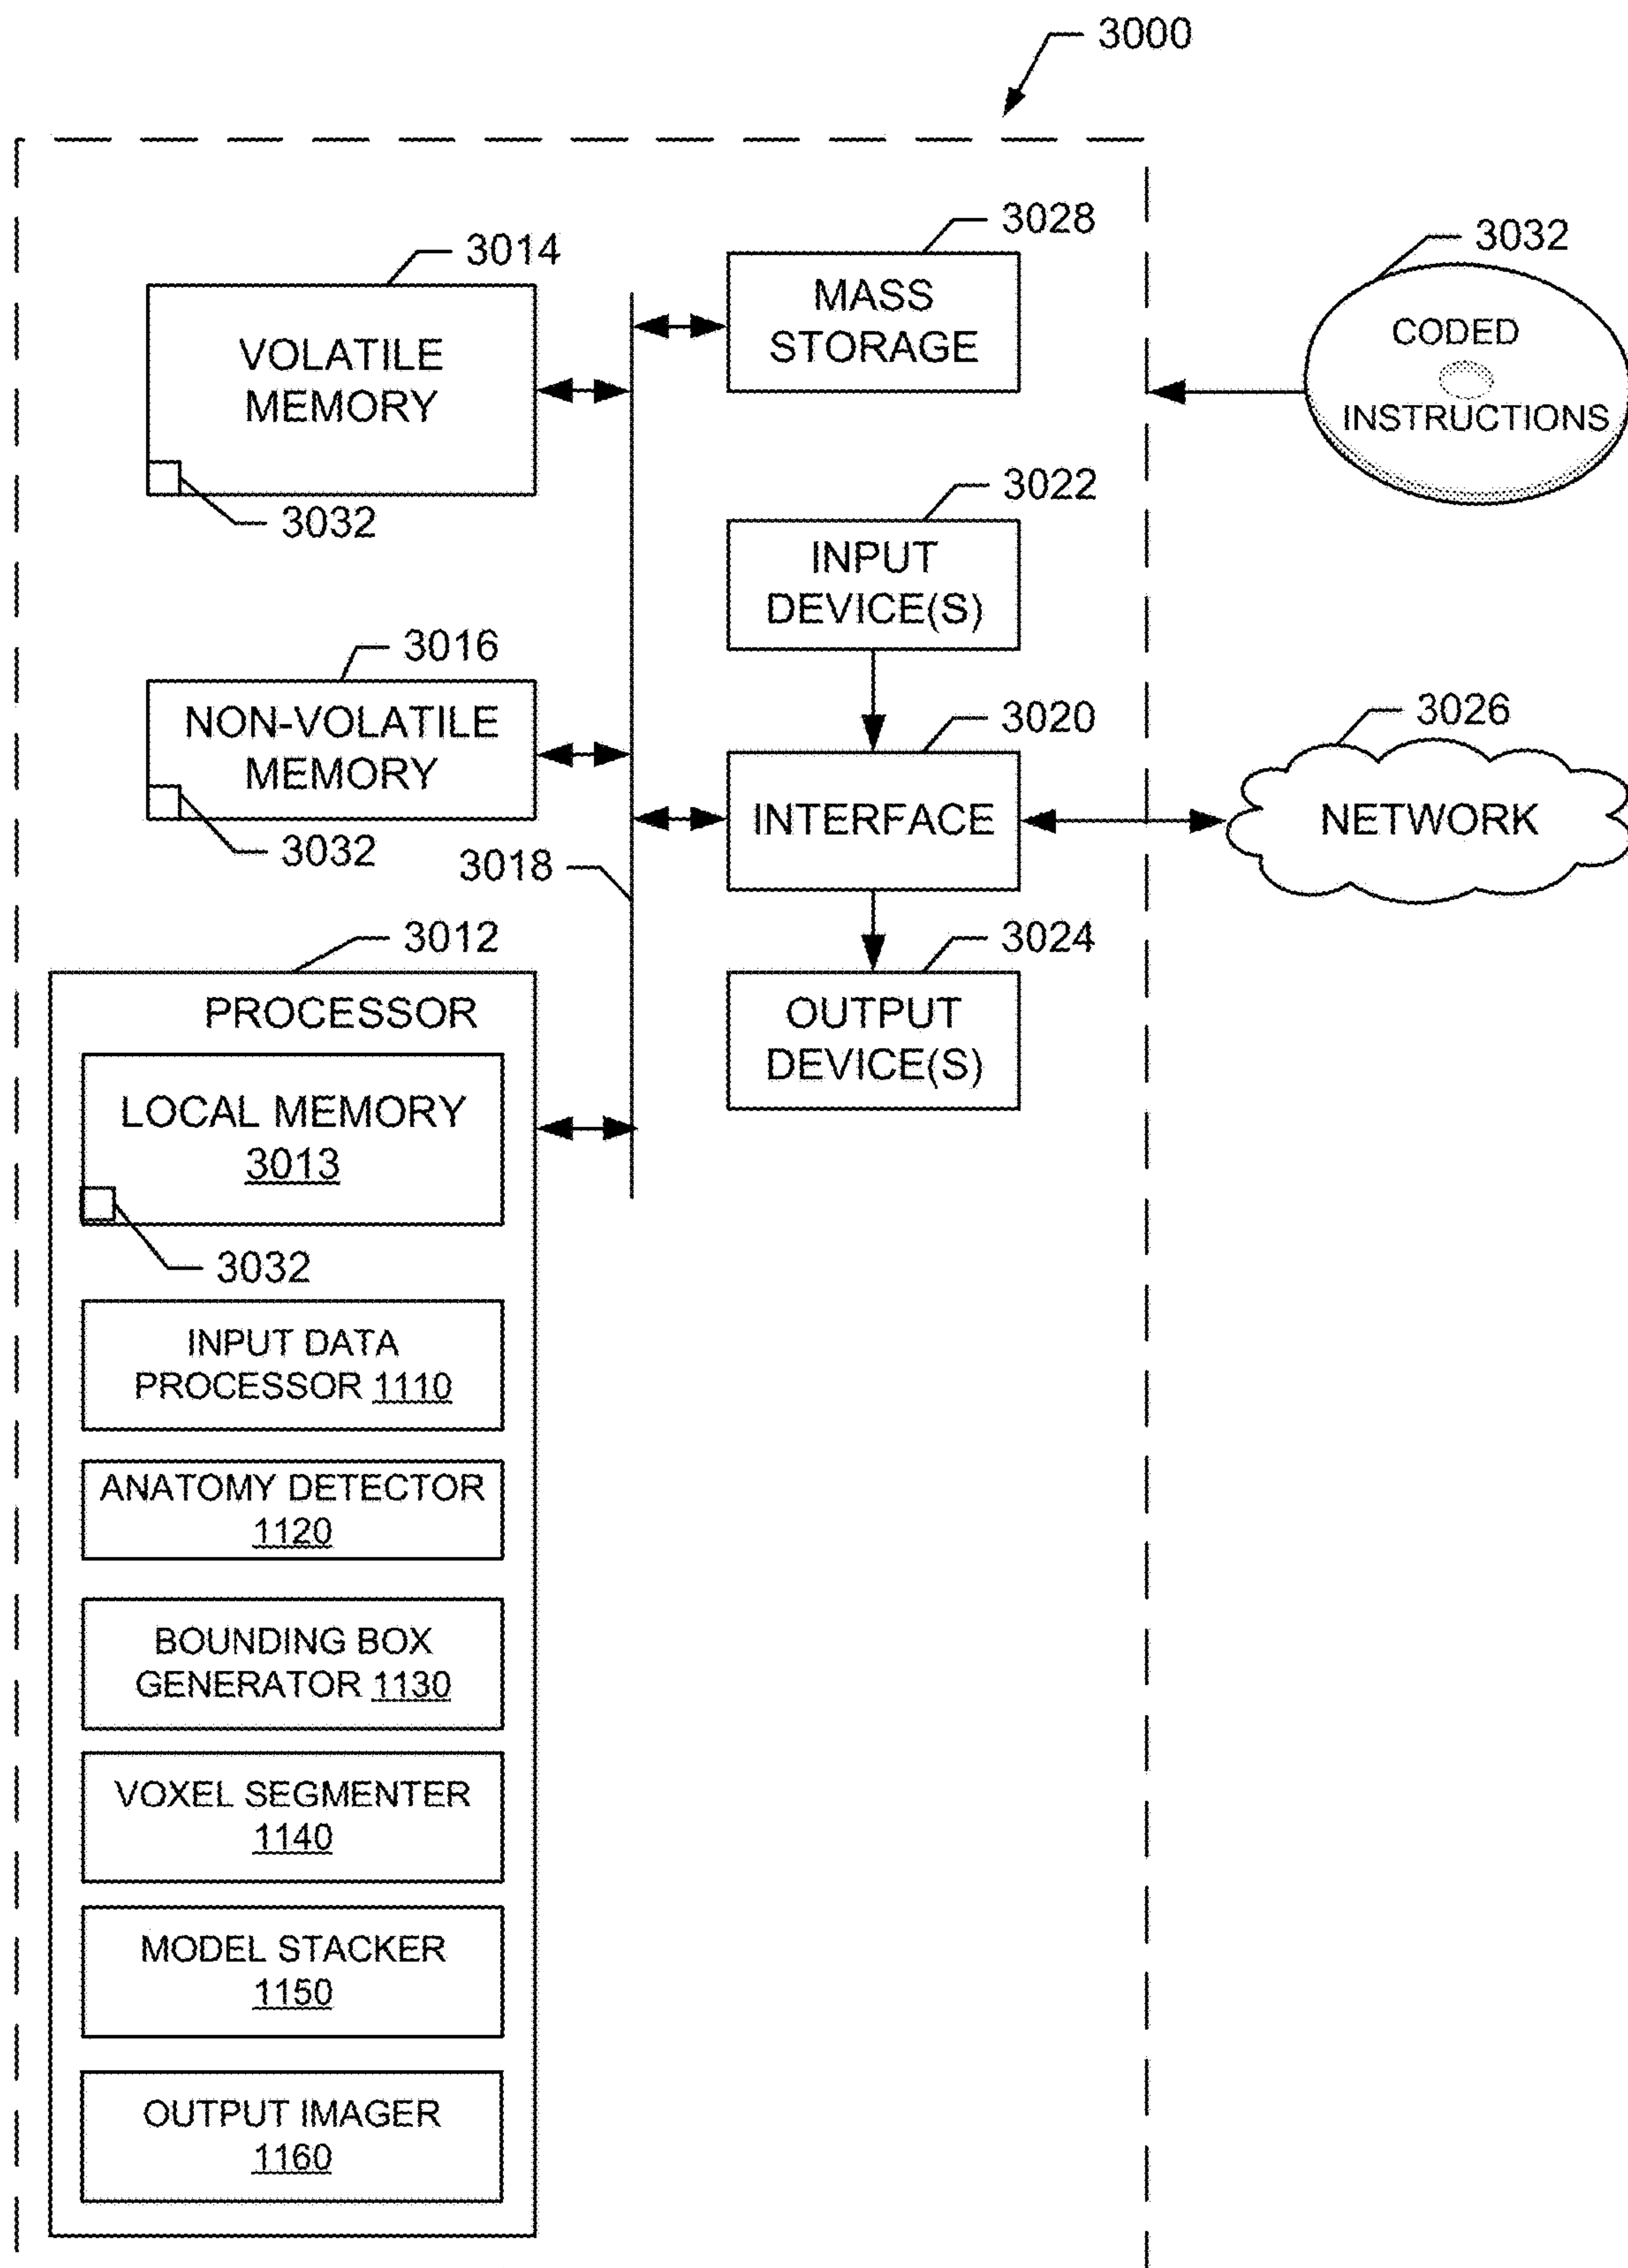 3000
3028
MASS
STORAGE
3014
VOLATILE
MEMORY
3032
3032
CODED
INSTRUCTIONS
3022
INPUT
DEVICE(S)
3016
NON-VOLATILE
MEMORY
3032
3020
INTERFACE
3026
NETWORK
3018
3024
OUTPUT
DEVICE(S)
3012
PROCESSOR
LOCAL MEMORY
3013
3032
INPUT DATA
PROCESSOR 1110
ANATOMY DETECTOR
1120
BOUNDING BOX
GENERATOR 1130
VOXEL SEGMENTER
1140
MODEL STACKER
1150
OUTPUT IMAGER
1160